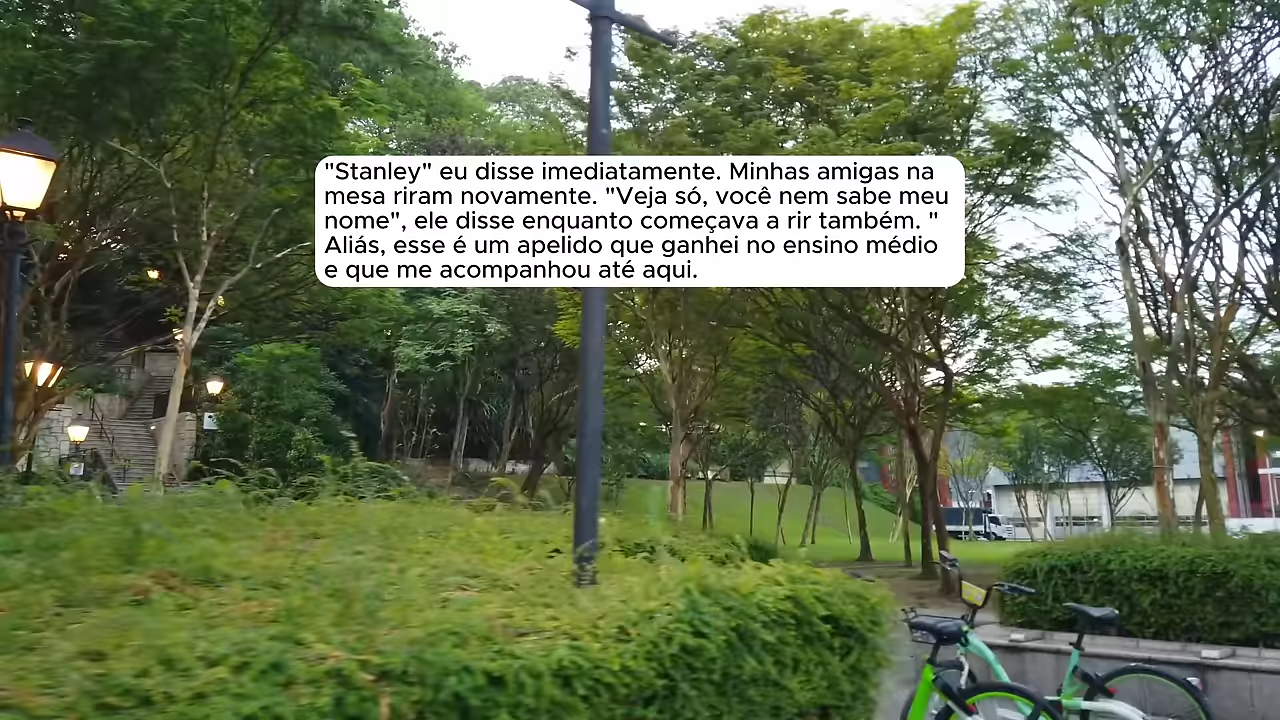 "Stanley" eu disse imediatamente. Minhas amigas na
mesa riram novamente. "Veja só, você nem sabe meu
nome", ele disse enquanto começava a rir também. "
Aliás, esse é um apelido que ganhei no ensino médio
e que me acompanhou até aqui.